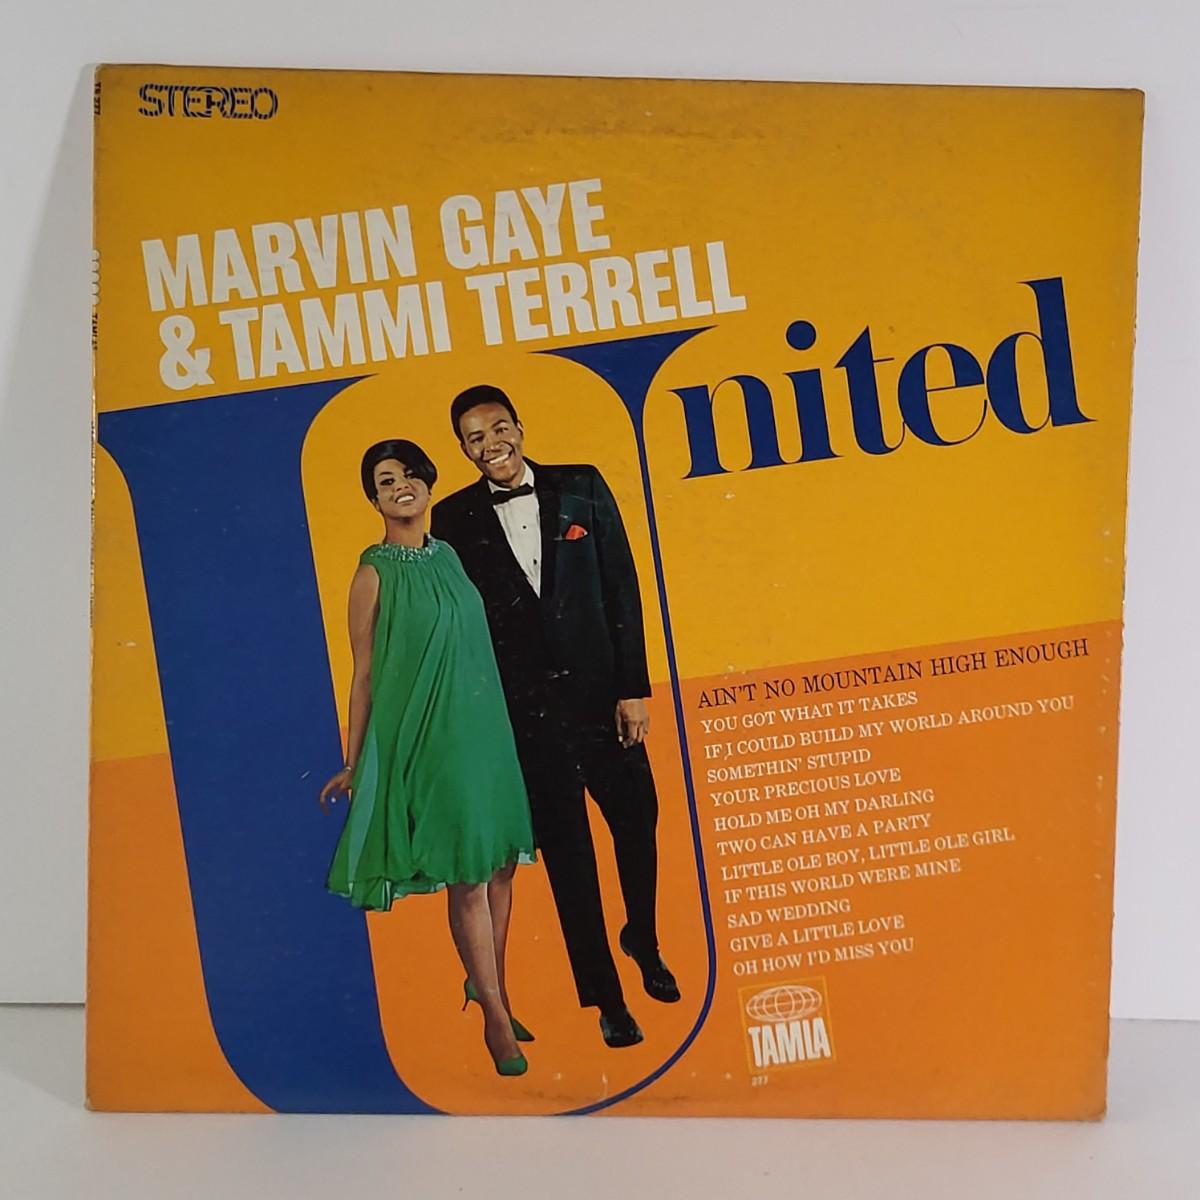 STEREO
MARVIN GAYE
& TAMMI TERRELL
United
AIN'T NO MOUNTAIN HIGH ENOUGH
YOU GOT WHAT IT TAKES
IF I COULD BUILD MY WORLD AROUND YOU
SOMETHIN' STUPID
YOUR PRECIOUS LOVE
HOLD ME OH MY DARLING
TWO CAN HAVE A PARTY
LITTLE OLE BOY, LITTLE OLE GIRL
IF THIS WORLD WERE MINE
SAD WEDDING
GIVE A LITTLE LOVE
OH HOW I'D MISS YOU
TAMLA
277